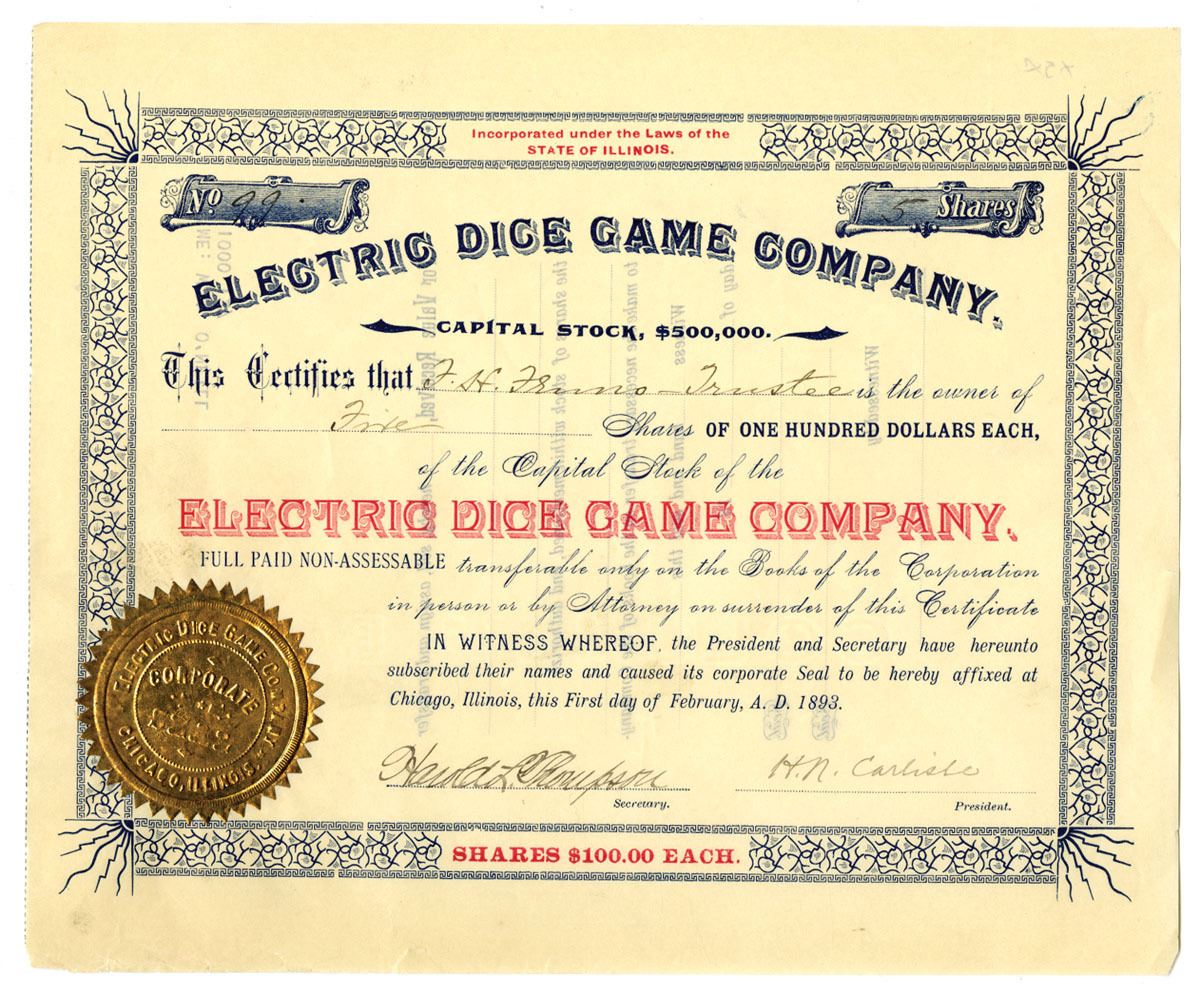 Incorporated under the Laws of the
STATE OF ILLINOIS.
No 99
5 Shares
ELECTRIC DICE GAME COMPANY.
CAPITAL STOCK, $500,000.
This Certifies that F. H. Trustee is the owner of
Five Shares OF ONE HUNDRED DOLLARS EACH,
of the Capital Stock of the
ELECTRIC DICE GAME COMPANY.
FULL PAID NON-ASSESSABLE transferable only on the Books of the Corporation
in person or by Attorney on surrender of this Certificate
IN WITNESS WHEREOF, the President and Secretary have hereunto
subscribed their names and caused its corporate Seal to be hereby affixed at
Chicago, Illinois, this First day of February, A. D. 1893.
ELECTRIC DICE GAME COMPANY
CORPORATE
CHICAGO, ILLINOIS.
Harold L. Thompson H. N. Carlisle
Secretary. President.
SHARES $100.00 EACH.